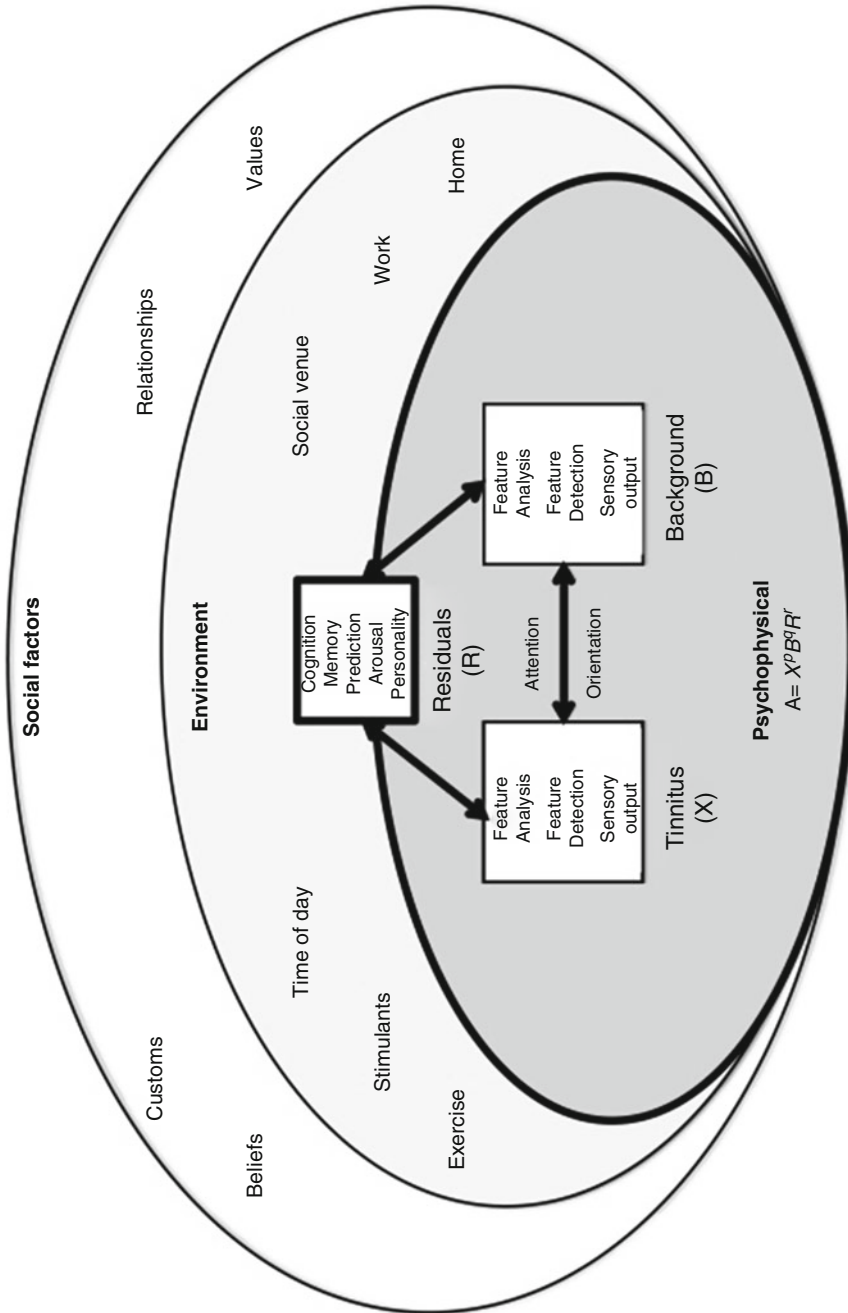 Social factors
Relationships
Customs
Values
Beliefs
Environment
Social venue
Time of day
Work
Stimulants
Home
Exercise
Cognition
Memory
Prediction
Arousal
Personality
Residuals
(R)
Feature
Analysis
Feature
Detection
Sensory
output
Tinnitus
(X)
Attention
Orientation
Feature
Analysis
Feature
Detection
Sensory
output
Background
(B)
Psychophysical
A= XᵖB^qRʳ